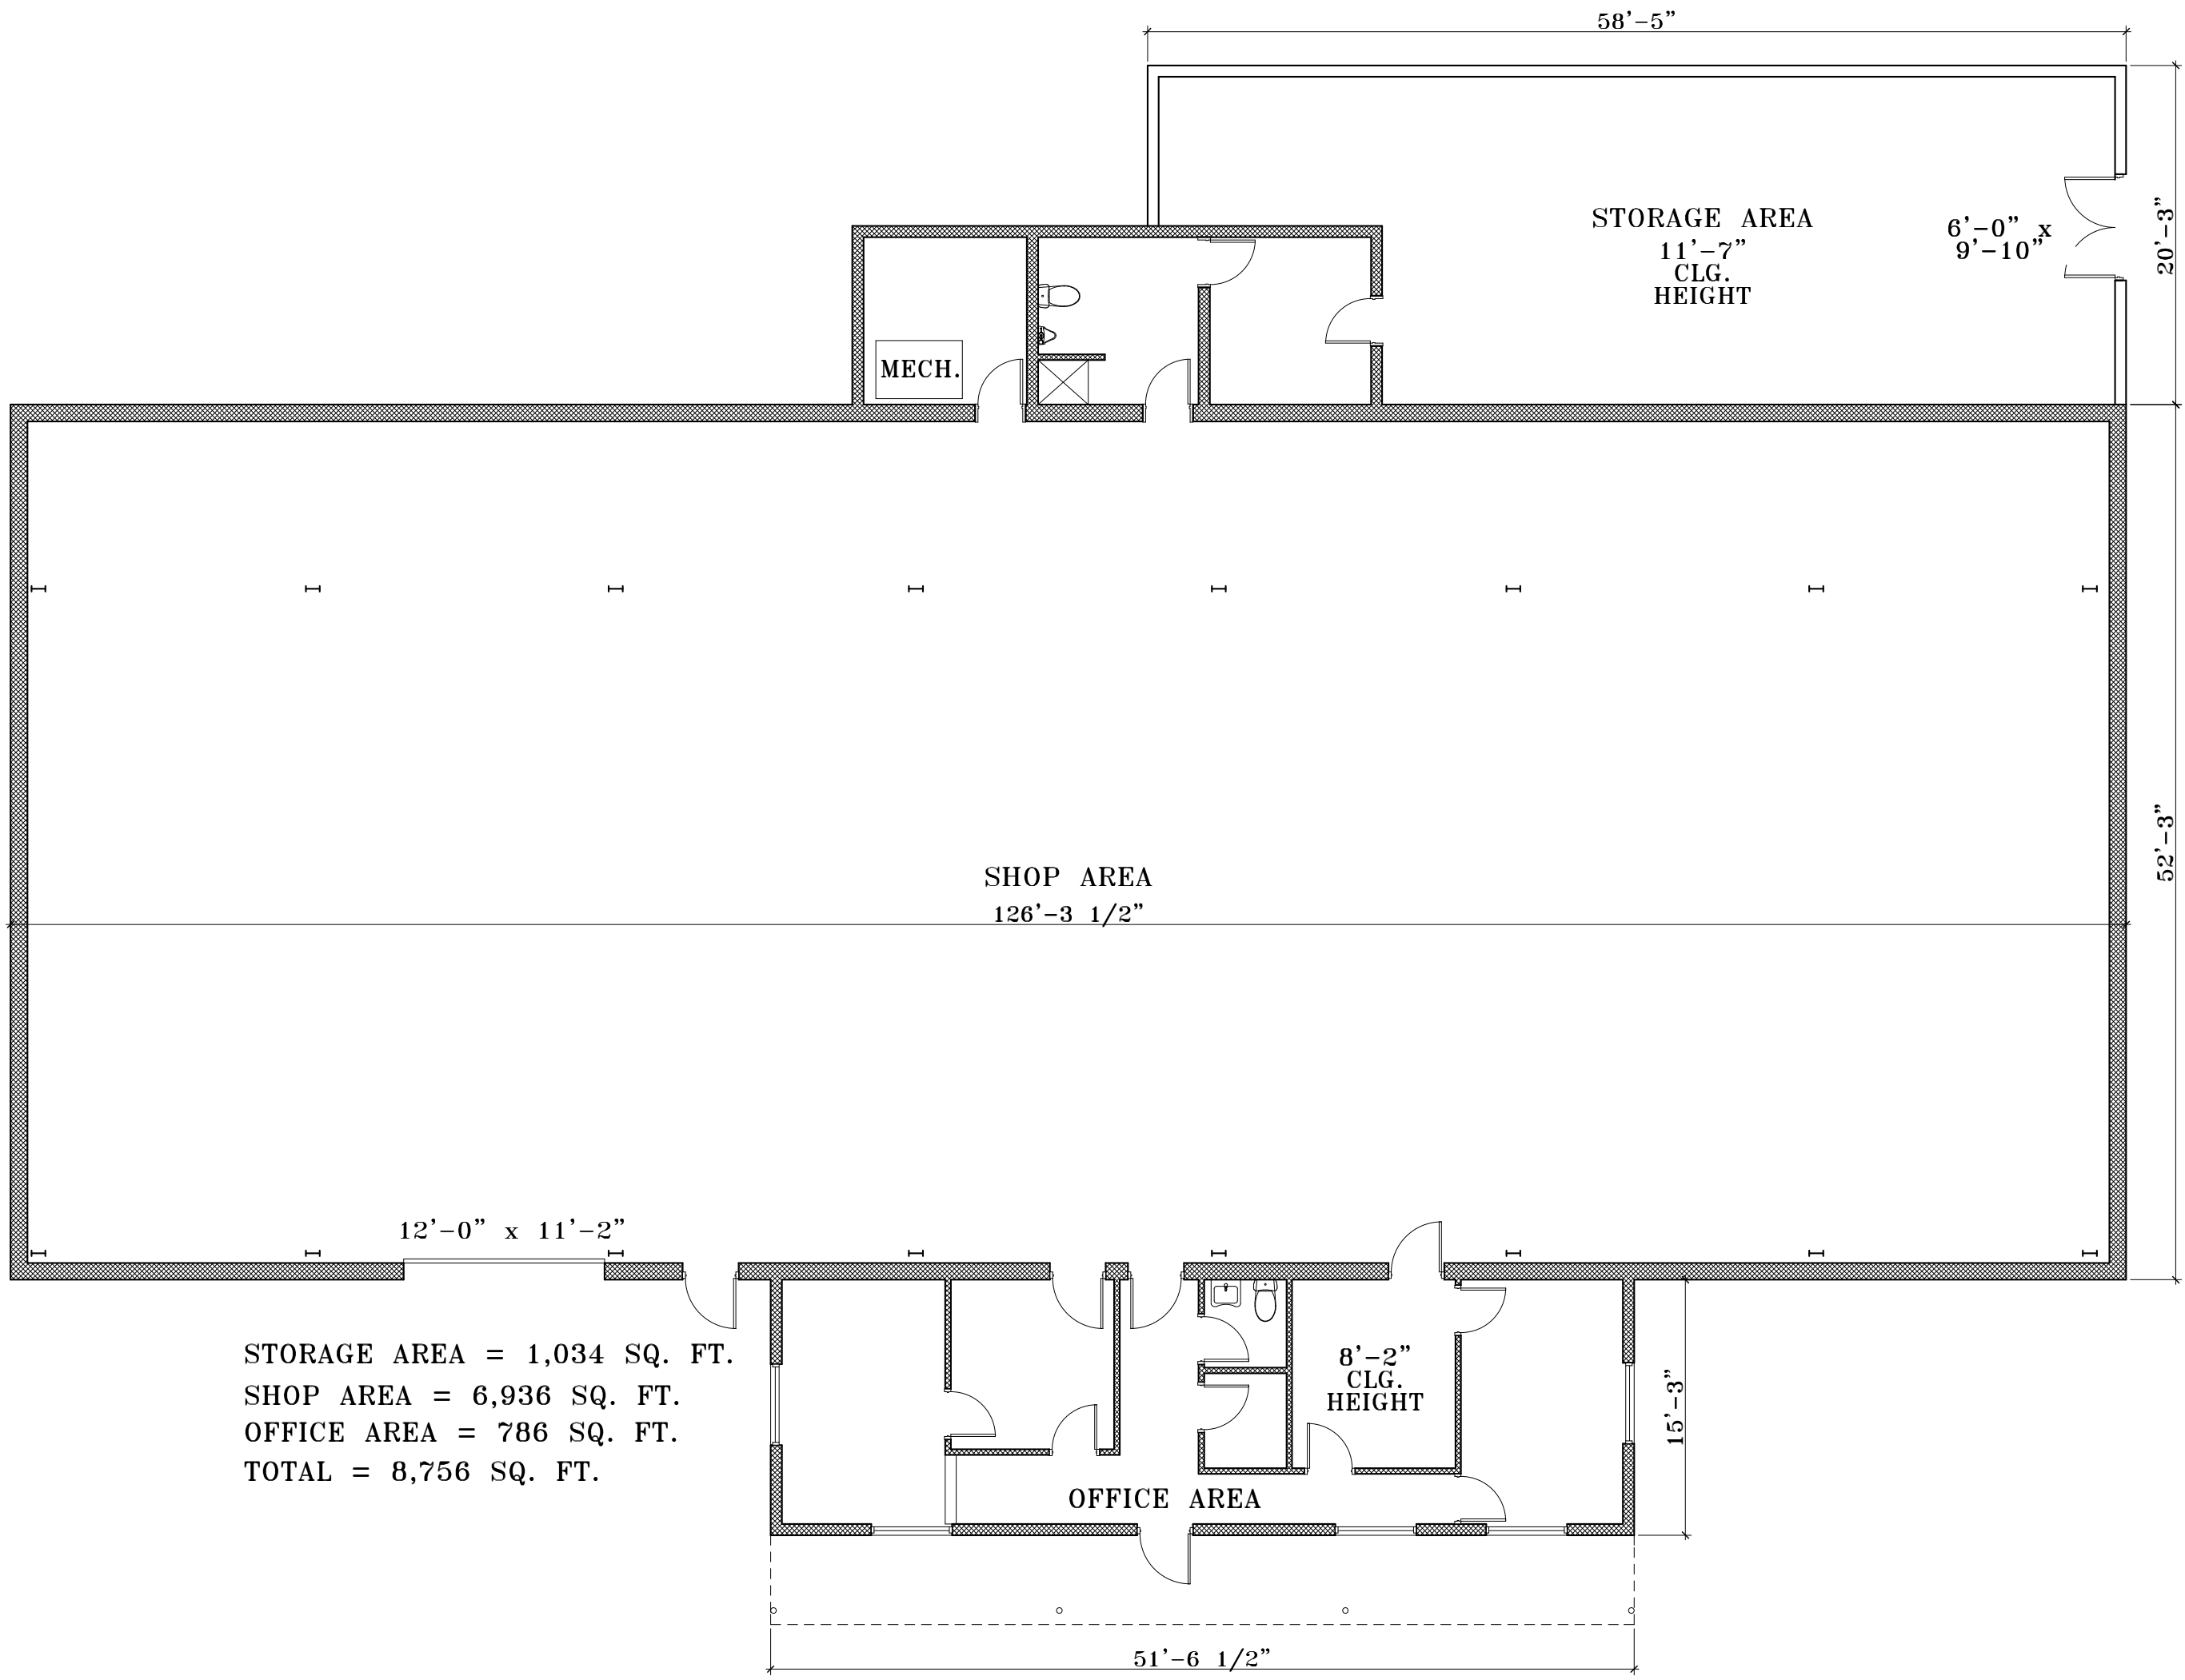 58'-5"
STORAGE AREA
11'-7"
CLG.
HEIGHT
6'-0" x
9'-10"
20'-3"
MECH.
52'-3"
SHOP AREA
126'-3 1/2"
12'-0" x 11'-2"
STORAGE AREA = 1,034 SQ. FT.
SHOP AREA = 6,936 SQ. FT.
OFFICE AREA = 786 SQ. FT.
TOTAL = 8,756 SQ. FT.
8'-2"
CLG.
HEIGHT
15'-3"
OFFICE AREA
51'-6 1/2"